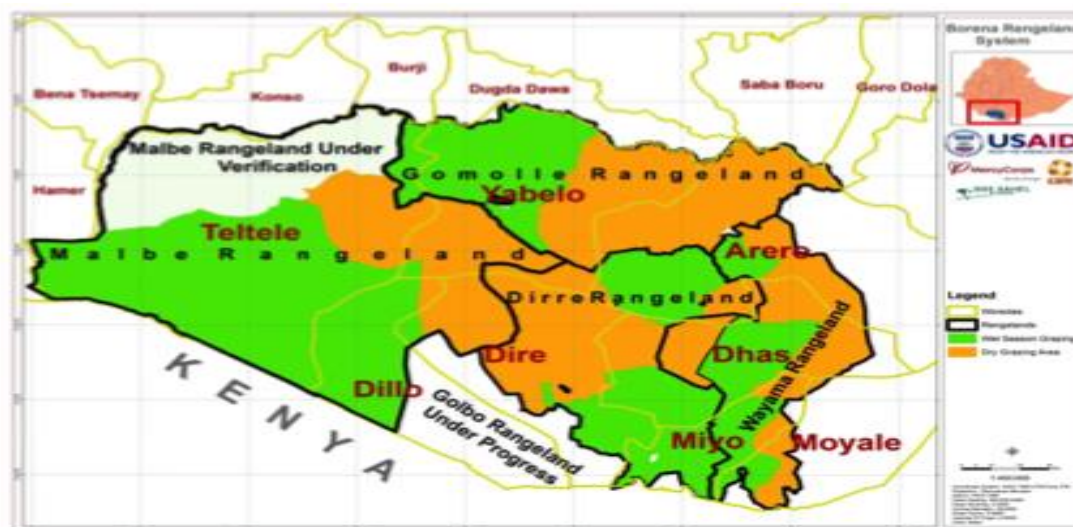 Borena Rangeland
System
Burji
Bena Tsemay
Konso
Dugda Dawa
Saba Boru
Goro Dola
Hamer
Malbe Rangeland Under
Verification
Gomolle Rangeland
Yabelo
Teltele
Malbe Rangeland
Arero
Dirre Rangeland
Dire
Dhas
Wayama Rangeland
Dillo
Golbo Rangeland
Under Progress
Miyo
Moyale
KENYA
USAID
MercyCorps
care
Legend
Woredas
Rangelands
Wet Season Grazing
Dry Grazing Area